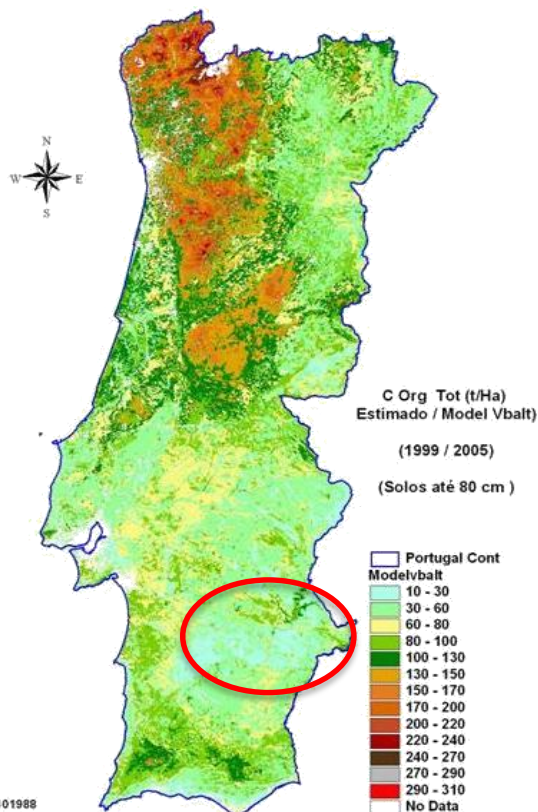 N
W E
S
C Org Tot (t/Ha)
Estimado / Model Vbalt)
(1999 / 2005)
(Solos até 80 cm )
Portugal Cont
Modelvbalt
10 - 30
30 - 60
60 - 80
80 - 100
100 - 130
130 - 150
150 - 170
170 - 200
200 - 220
220 - 240
240 - 270
270 - 290
290 - 310
No Data
01988